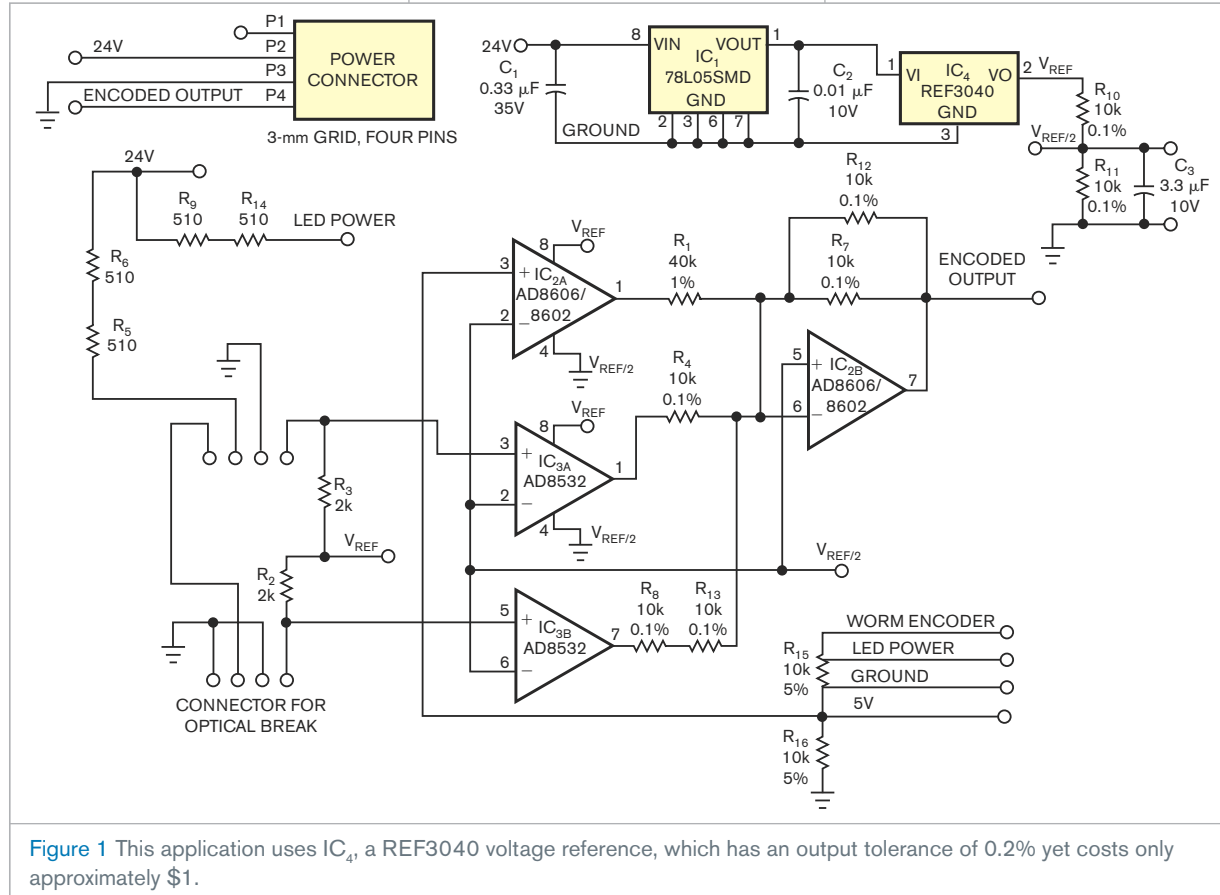 P1
24V
P2
P3
ENCODED OUTPUT
P4
POWER
CONNECTOR
3-mm GRID, FOUR PINS
24V
C1
0.33 μF
35V
8
VIN
VOUT
1
IC1
78L05SMD
GND
2
3
6
7
GROUND
C2
0.01 μF
10V
1
VI
IC4
VO
REF3040
GND
3
2
VREF
R10
10k
0.1%
VREF/2
R11
10k
0.1%
C3
3.3 μF
10V
24V
R9
510
R14
510
LED POWER
R6
510
R5
510
R12
10k
0.1%
VREF
8
3
+
IC2A
AD8606/
8602
2
−
4
1
VREF/2
R1
40k
1%
R7
10k
0.1%
ENCODED
OUTPUT
R4
10k
0.1%
5
+
IC2B
AD8606/
8602
6
−
7
VREF
8
3
+
IC3A
AD8532
2
−
4
1
VREF/2
R3
2k
VREF
R2
2k
VREF/2
5
+
IC3B
AD8532
6
−
7
R8
10k
0.1%
R13
10k
0.1%
CONNECTOR FOR
OPTICAL BREAK
WORM ENCODER
LED POWER
GROUND
5V
R15
10k
5%
R16
10k
5%
Figure 1 This application uses IC4, a REF3040 voltage reference, which has an output tolerance of 0.2% yet costs only
approximately $1.